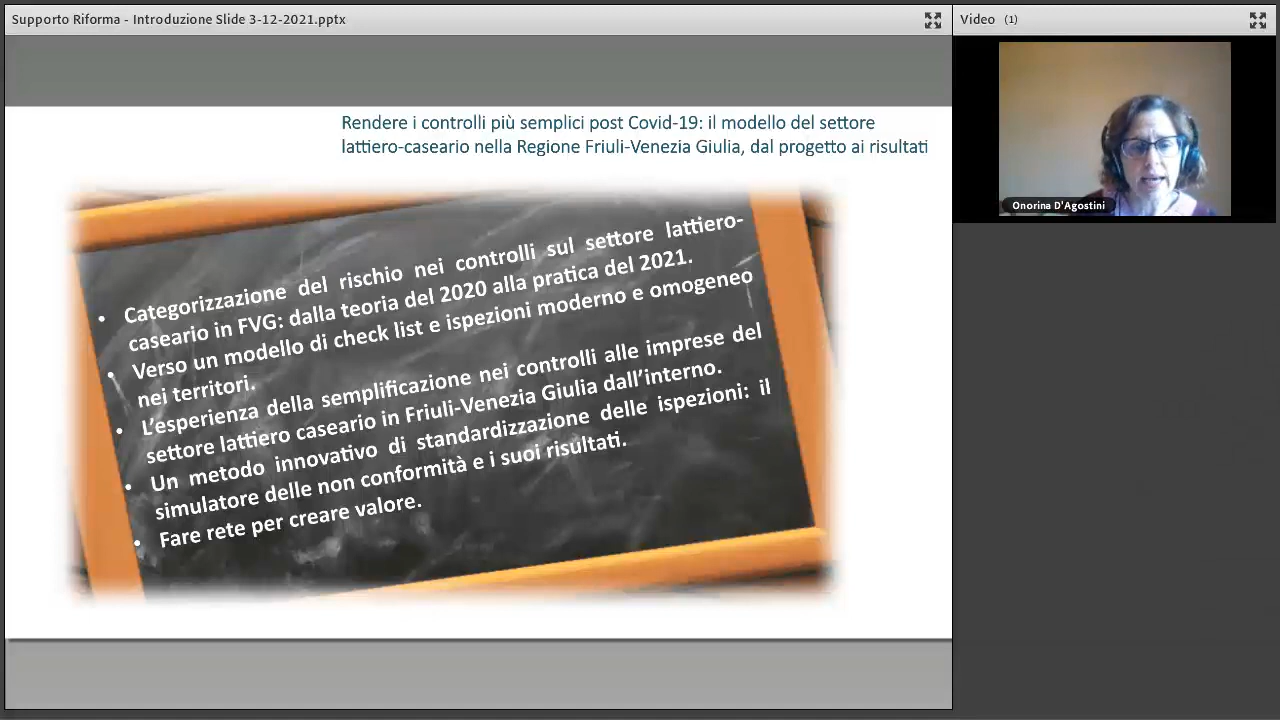 Supporto Riforma - Introduzione Slide 3-12-2021.pptx
Video (1)
Rendere i controlli più semplici post Covid-19: il modello del settore
lattiero-caseario nella Regione Friuli-Venezia Giulia, dal progetto ai risultati
Onorina D'Agostini
• Categorizzazione del rischio nei controlli sul settore lattiero-
caseario in FVG: dalla teoria del 2020 alla pratica del 2021.
• Verso un modello di check list e ispezioni moderno e omogeneo
nei territori.
• L'esperienza della semplificazione nei controlli alle imprese del
settore lattiero caseario in Friuli-Venezia Giulia dall'interno.
• Un metodo innovativo di standardizzazione delle ispezioni: il
simulatore delle non conformità e i suoi risultati.
• Fare rete per creare valore.